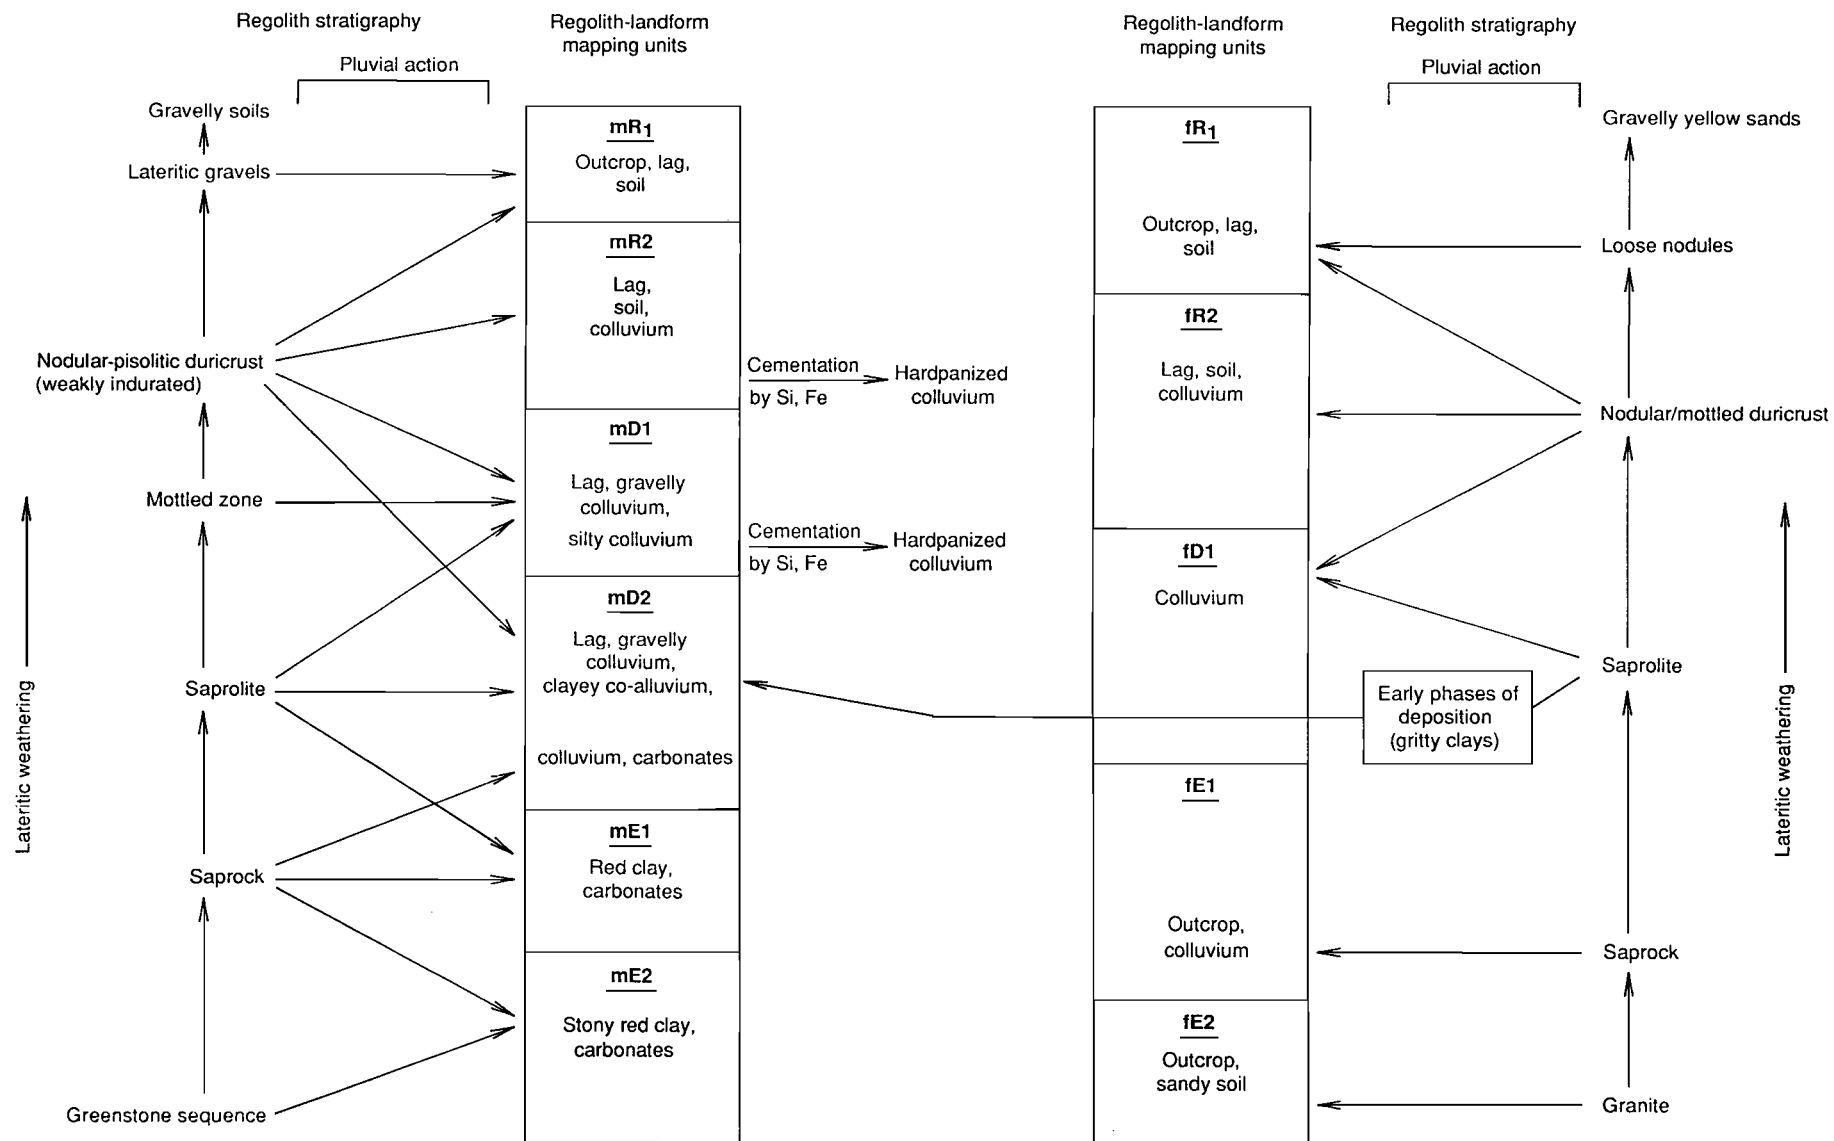 Regolith stratigraphy
Regolith-landform
mapping units
Pluvial action
Gravelly soils
Lateritic gravels
Nodular-pisolitic duricrust
(weakly indurated)
Mottled zone
Saprolite
Saprock
Greenstone sequence
Lateritic weathering
mR1
Outcrop, lag,
soil
mR2
Lag,
soil,
colluvium
mD1
Lag, gravelly
colluvium,
silty colluvium
mD2
Lag, gravelly
colluvium,
clayey co-alluvium,
colluvium, carbonates
mE1
Red clay,
carbonates
mE2
Stony red clay,
carbonates
Cementation
by Si, Fe
Hardpanized
colluvium
Cementation
by Si, Fe
Hardpanized
colluvium
Regolith-landform
mapping units
Regolith stratigraphy
Pluvial action
fR1
Outcrop, lag,
soil
fR2
Lag, soil,
colluvium
fD1
Colluvium
fE1
Outcrop,
colluvium
fE2
Outcrop,
sandy soil
Early phases of
deposition
(gritty clays)
Gravelly yellow sands
Loose nodules
Nodular/mottled duricrust
Saprolite
Saprock
Granite
Lateritic weathering